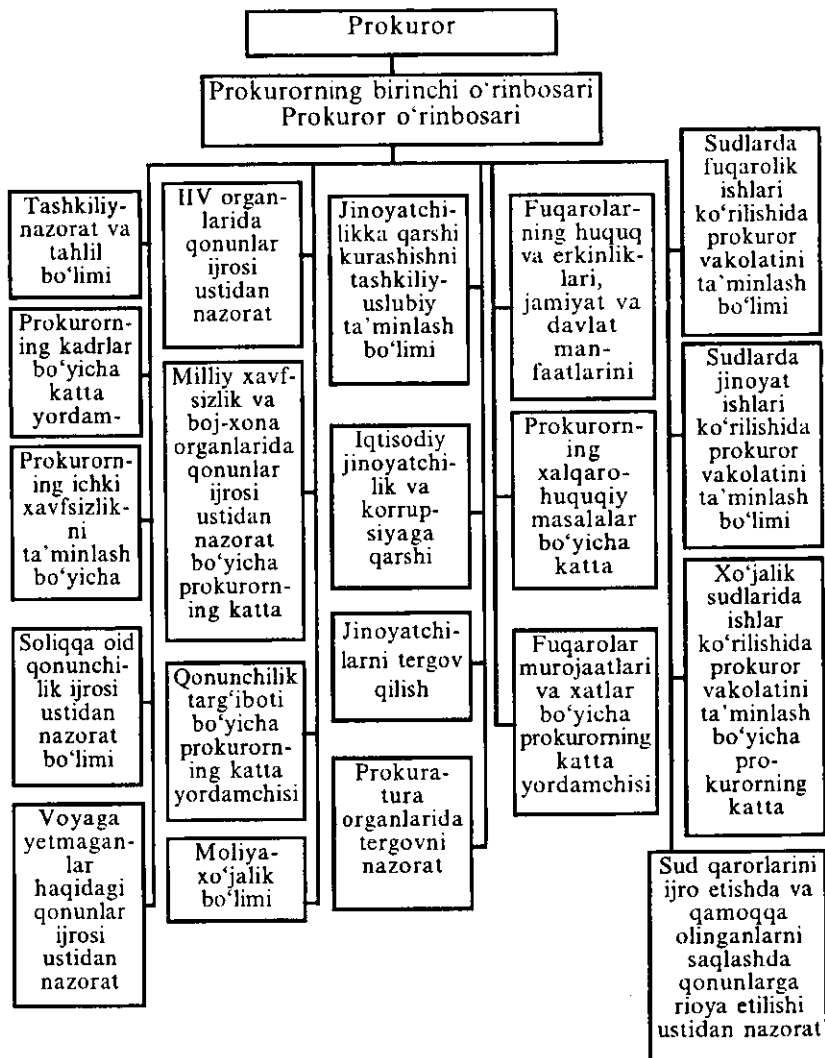 Prokuror
Prokurorning birinchi o‘rinbosari
Prokuror o‘rinbosari
Tashkiliy-
nazorat va
tahlil
bo‘limi
Prokurorn-
ing kadrlar
bo‘yicha
katta
yordam-
Prokurorn-
ing ichki
xavfsizlik-
ni
ta’minlash
bo‘yicha
Soliqqa oid
qonunchi-
lik ijrosi
ustidan
nazorat
bo‘limi
Voyaga
yetmagan-
lar
haqidagi
qonunlar
ijrosi
ustidan
nazorat
IIV organ-
larida
qonunlar
ijrosi
ustidan
nazorat
Milliy xavf-
sizlik va
boj-xona
organlarida
qonunlar
ijrosi
ustidan
nazorat
bo‘yicha
prokurorn-
ing katta
Qonunchilik
targ‘iboti
bo‘yicha
prokurorn-
ing katta
yordamchisi
Moliya-
xo‘jalik
bo‘limi
Jinoyatchi-
likka qarshi
kurashishni
tashkiliy-
uslubiy
ta’minlash
bo‘limi
Iqtisodiy
jinoyatchi-
lik va
korrup-
siyaga
qarshi
Jinoyatchi-
larni tergov
qilish
Prokura-
tura
organlarida
tergovni
nazorat
Fuqarolar-
ning huquq
va erkinlik-
lari,
jamiyat va
davlat
man-
faatlarini
Prokurorn-
ing
xalqaro-
huquqiy
masalalar
bo‘yicha
katta
Fuqarolar
murojaatlari
va xatlar
bo‘yicha
prokurorning
katta
yordamchisi
Sudlarda
fuqarolik
ishlari
ko‘rilishida
prokuror
vakolatini
ta’minlash
bo‘limi
Sudlarda
jinoyat
ishlari
ko‘rilishida
prokuror
vakolatini
ta’minlash
bo‘limi
Xo‘jalik
sudlarida
ishlar
ko‘rilishida
prokuror
vakolatini
ta’minlash
bo‘yicha
pro-
kurorning
katta
Sud qarorlarini
ijro etishda va
qamoqqa
olinganlarni
saqlashda
qonunlarga
rioya etilishi
ustidan nazorat